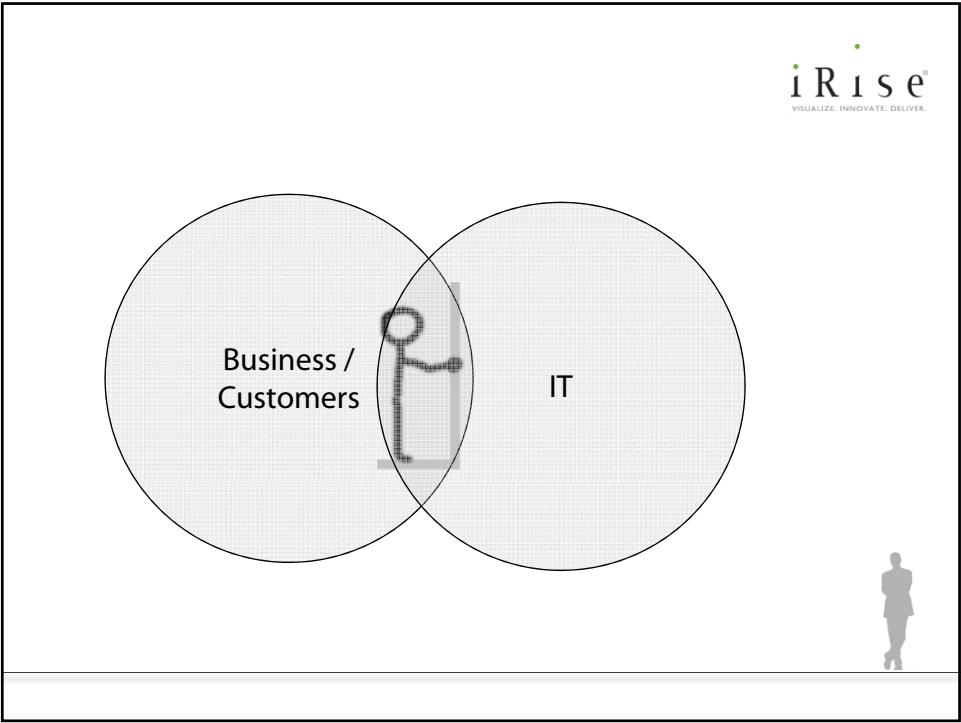 iRise®
VISUALIZE. INNOVATE. DELIVER.
Business /
Customers
IT